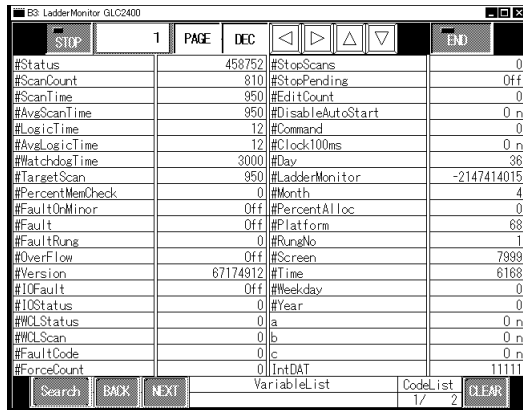 B3: LadderMonitor GLC2400
STOP 1 PAGE DEC END
#Status 458752 #StopScans 0
#ScanCount 810 #StopPending Off
#ScanTime 950 #EditCount 0
#AvgScanTime 950 #DisableAutoStart 0 n
#LogicTime 12 #Command 0
#AvgLogicTime 12 #Clock100ms 0 n
#WatchdogTime 3000 #Day 36
#TargetScan 950 #LadderMonitor -2147414015
#PercentMemCheck 0 #Month 4
#FaultOnMinor Off #PercentAlloc 0
#Fault Off #Platform 68
#FaultRung 0 #RungNo 1
#OverFlow Off #Screen 7999
#Version 67174912 #Time 6168
#IOFault Off #Weekday 0
#IOStatus 0 #Year 0
#WCLStatus 0 a 0 n
#WCLScan 0 b 0 n
#FaultCode 0 c 0 n
#ForceCount 0 IntDAT 11111
Search BACK NEXT VariableList CodeList CLEAR
1/ 2